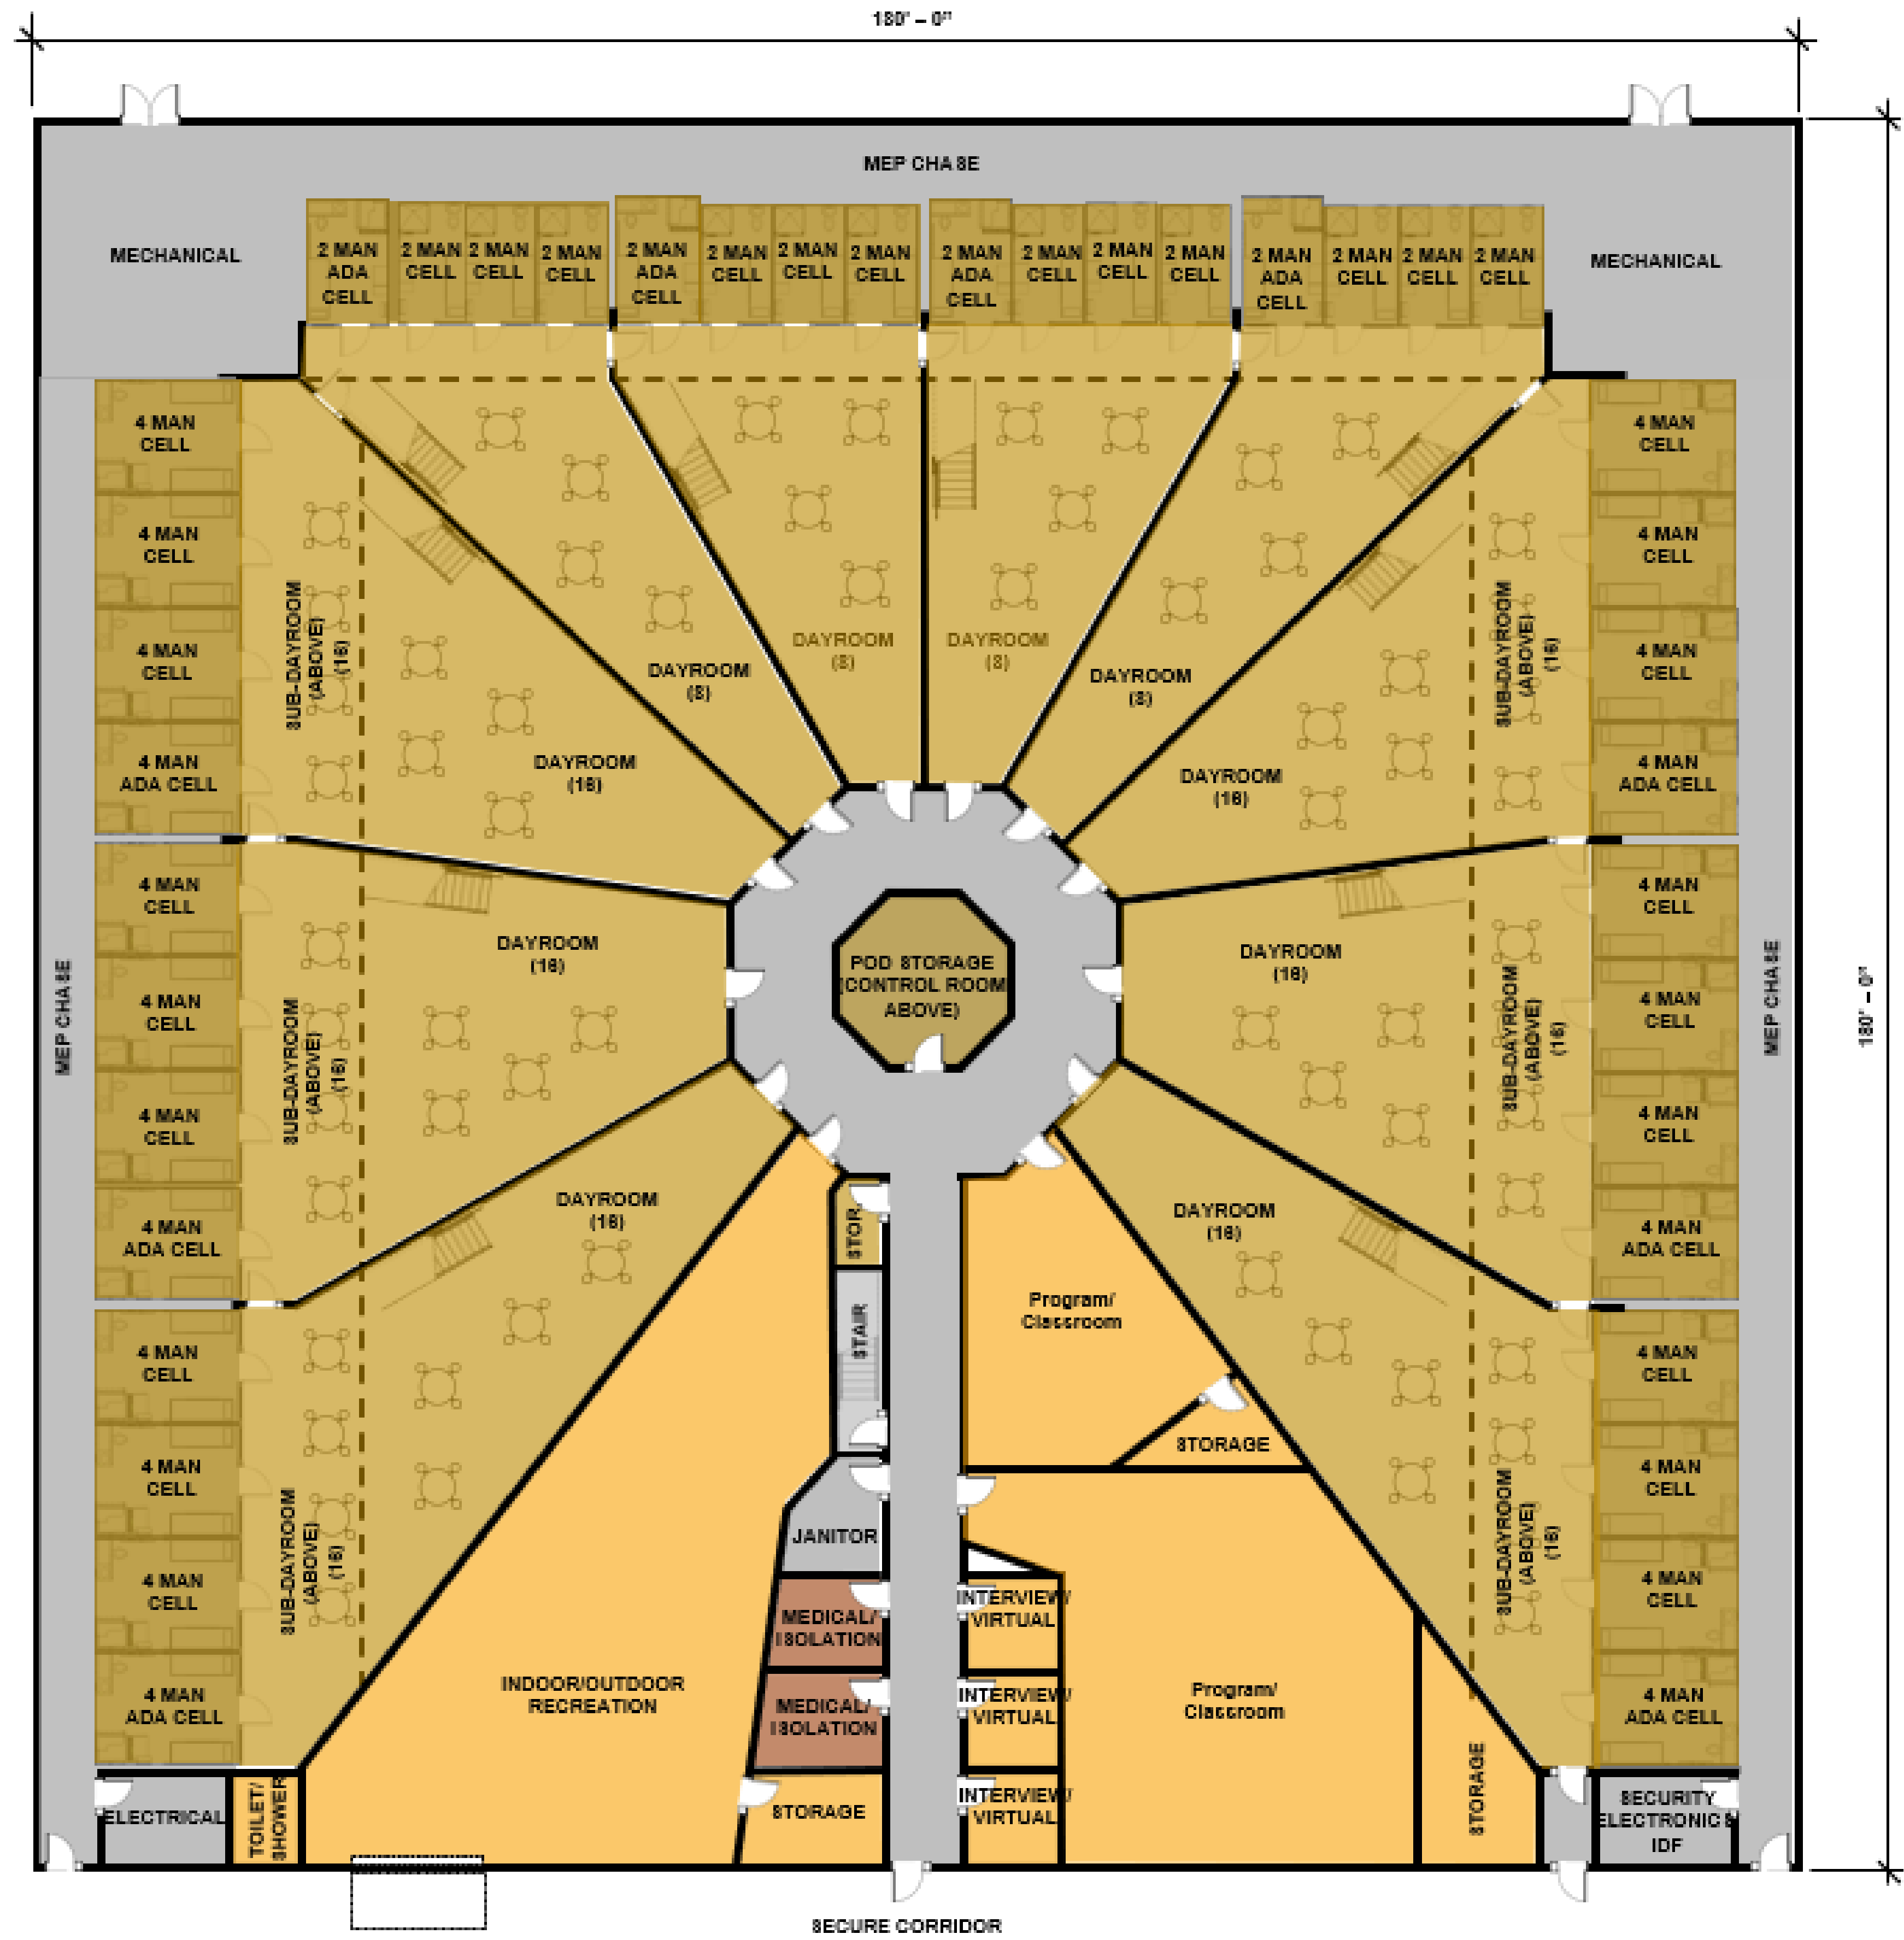 180' – 0"
MEP CHASE
MECHANICAL
2 MAN
ADA
CELL
2 MAN
CELL
2 MAN
CELL
2 MAN
CELL
2 MAN
ADA
CELL
2 MAN
CELL
2 MAN
CELL
2 MAN
CELL
2 MAN
ADA
CELL
2 MAN
CELL
2 MAN
CELL
2 MAN
CELL
2 MAN
ADA
CELL
2 MAN
CELL
2 MAN
CELL
2 MAN
CELL
MECHANICAL
4 MAN
CELL
4 MAN
CELL
4 MAN
CELL
4 MAN
ADA CELL
SUB-DAYROOM
(ABOVE)
(16)
DAYROOM
(16)
DAYROOM
(8)
DAYROOM
(8)
DAYROOM
(8)
DAYROOM
(8)
DAYROOM
(16)
SUB-DAYROOM
(ABOVE)
(16)
4 MAN
CELL
4 MAN
CELL
4 MAN
CELL
4 MAN
ADA CELL
MEP CHASE
4 MAN
CELL
4 MAN
CELL
4 MAN
CELL
4 MAN
ADA CELL
SUB-DAYROOM
(ABOVE)
(16)
DAYROOM
(16)
POD STORAGE
(CONTROL ROOM
ABOVE)
DAYROOM
(16)
SUB-DAYROOM
(ABOVE)
(16)
4 MAN
CELL
4 MAN
CELL
4 MAN
CELL
4 MAN
ADA CELL
MEP CHASE
180' – 0"
4 MAN
CELL
4 MAN
CELL
4 MAN
CELL
4 MAN
ADA CELL
SUB-DAYROOM
(ABOVE)
(16)
DAYROOM
(16)
STOR
STAIR
JANITOR
MEDICAL/
ISOLATION
MEDICAL/
ISOLATION
STORAGE
INDOOR/OUTDOOR
RECREATION
Program/
Classroom
STORAGE
INTERVIEW/
VIRTUAL
INTERVIEW/
VIRTUAL
INTERVIEW/
VIRTUAL
Program/
Classroom
STORAGE
DAYROOM
(16)
SUB-DAYROOM
(ABOVE)
(16)
4 MAN
CELL
4 MAN
CELL
4 MAN
CELL
4 MAN
ADA CELL
ELECTRICAL
TOILET/
SHOWER
SECURITY
ELECTRONICS
IDF
SECURE CORRIDOR